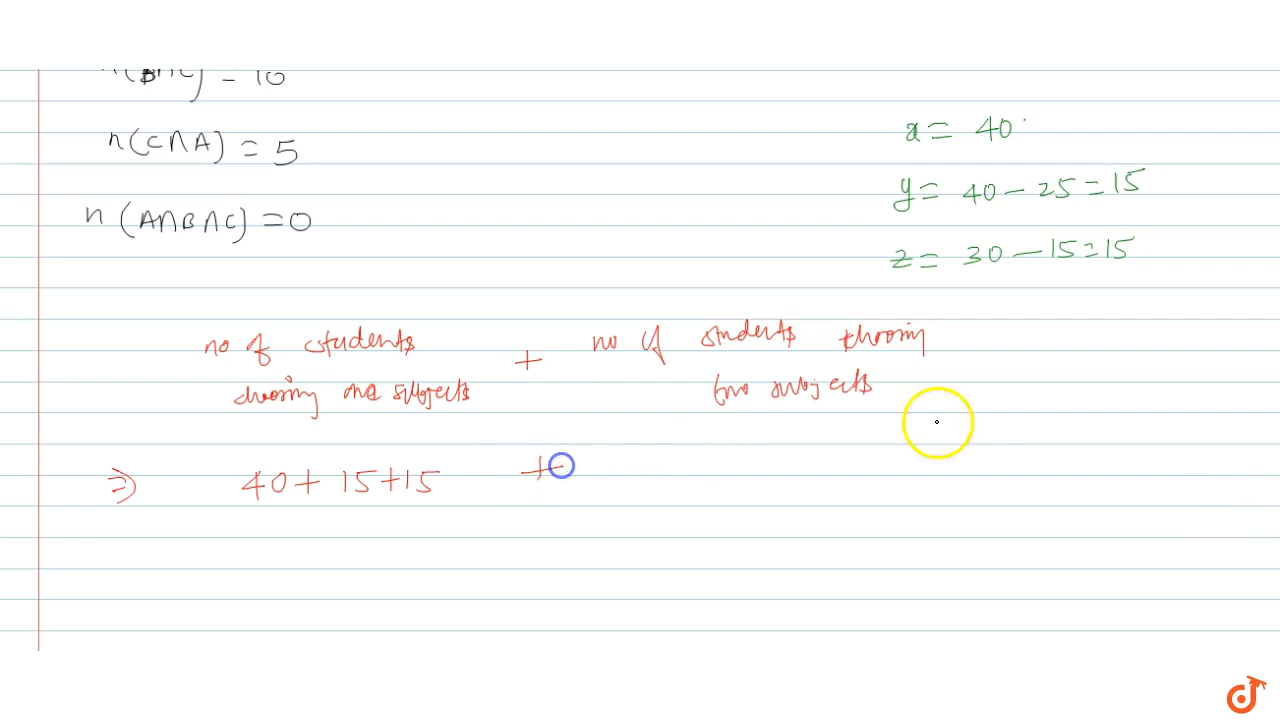 n(B∩C) = 10
n(C∩A) = 5
n(A∩B∩C) = 0
x = 40
y = 40 - 25 = 15
z = 30 - 15 = 15
no of students + no of students choosing
choosing one subjects two subjects
⇒ 40 + 15 + 15 +